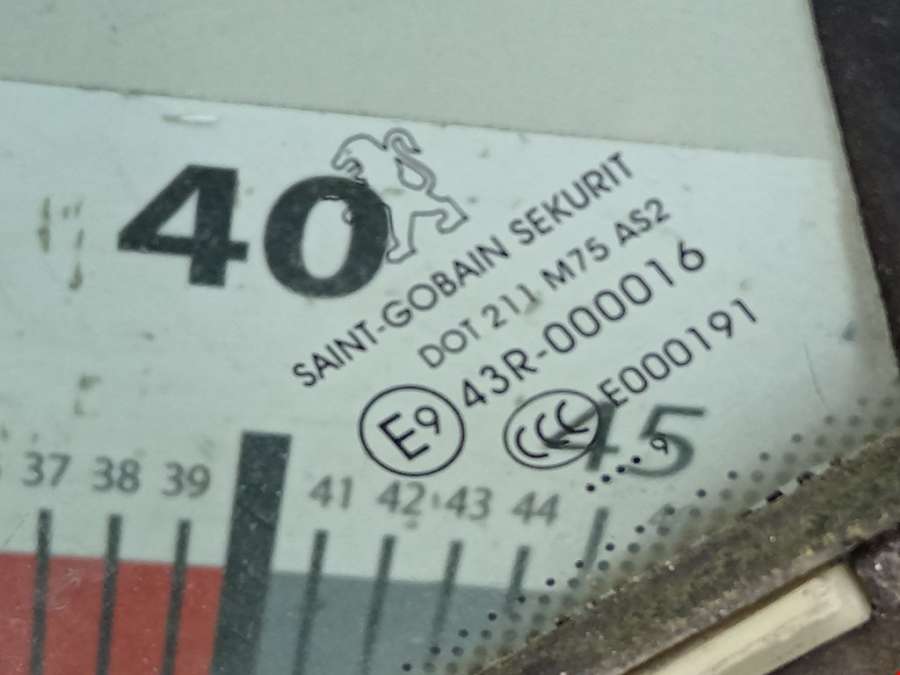 40
SAINT-GOBAIN SEKURIT
DOT 211 M75 AS2
E9 43R-000016
CCC E000191
45
.....9
37 38 39 41 42 43 44